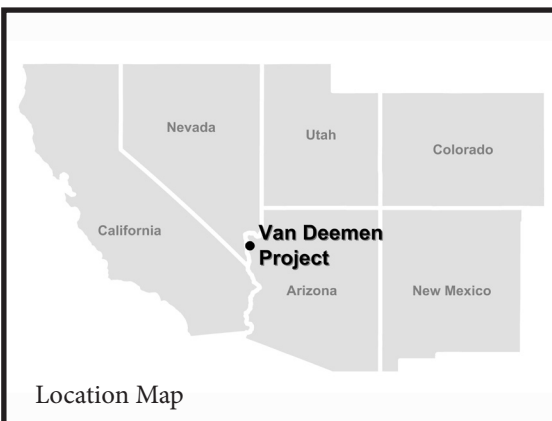 Nevada
Utah
Colorado
California
Van Deemen
Project
Arizona
New Mexico
Location Map